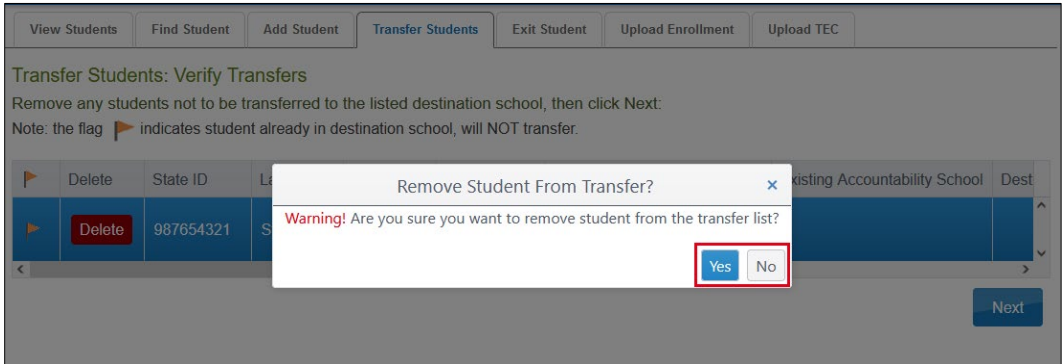 View Students Find Student Add Student Transfer Students Exit Student Upload Enrollment Upload TEC
Transfer Students: Verify Transfers
Remove any students not to be transferred to the listed destination school, then click Next:
Note: the flag indicates student already in destination school, will NOT transfer.
Delete State ID La xisting Accountability School Dest
Remove Student From Transfer? ×
Warning! Are you sure you want to remove student from the transfer list?
Delete 987654321 S
Yes No
Next